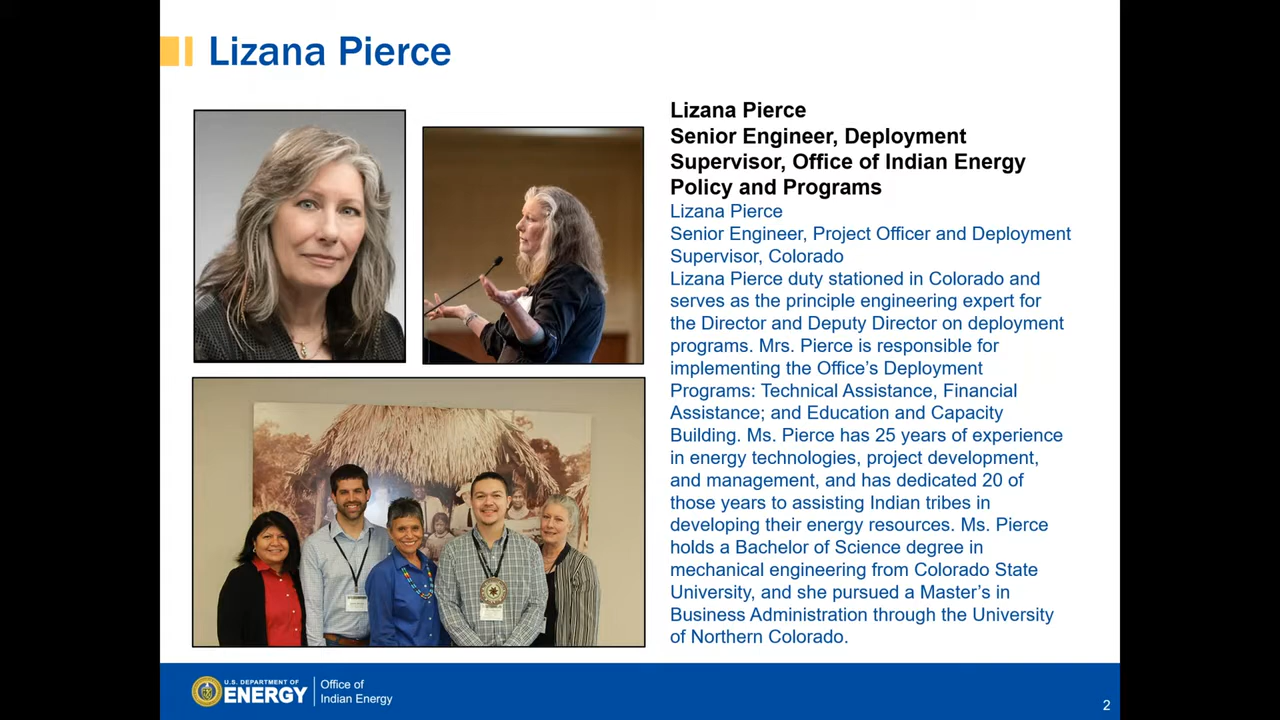 Lizana Pierce
Lizana Pierce
Senior Engineer, Deployment
Supervisor, Office of Indian Energy
Policy and Programs
Lizana Pierce
Senior Engineer, Project Officer and Deployment
Supervisor, Colorado
Lizana Pierce duty stationed in Colorado and
serves as the principle engineering expert for
the Director and Deputy Director on deployment
programs. Mrs. Pierce is responsible for
implementing the Office's Deployment
Programs: Technical Assistance, Financial
Assistance; and Education and Capacity
Building. Ms. Pierce has 25 years of experience
in energy technologies, project development,
and management, and has dedicated 20 of
those years to assisting Indian tribes in
developing their energy resources. Ms. Pierce
holds a Bachelor of Science degree in
mechanical engineering from Colorado State
University, and she pursued a Master's in
Business Administration through the University
of Northern Colorado.
U.S. DEPARTMENT OF
ENERGY
Office of
Indian Energy
2